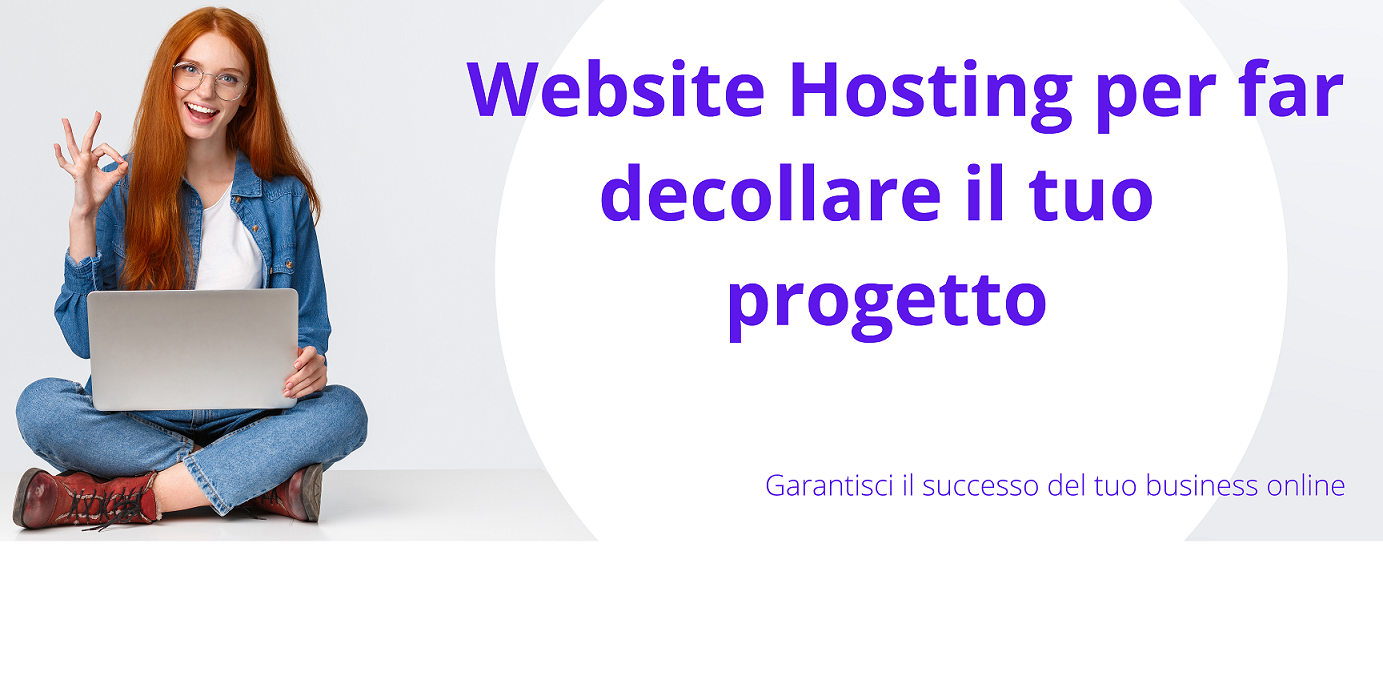 Website Hosting per far
decollare il tuo
progetto
Garantisci il successo del tuo business online